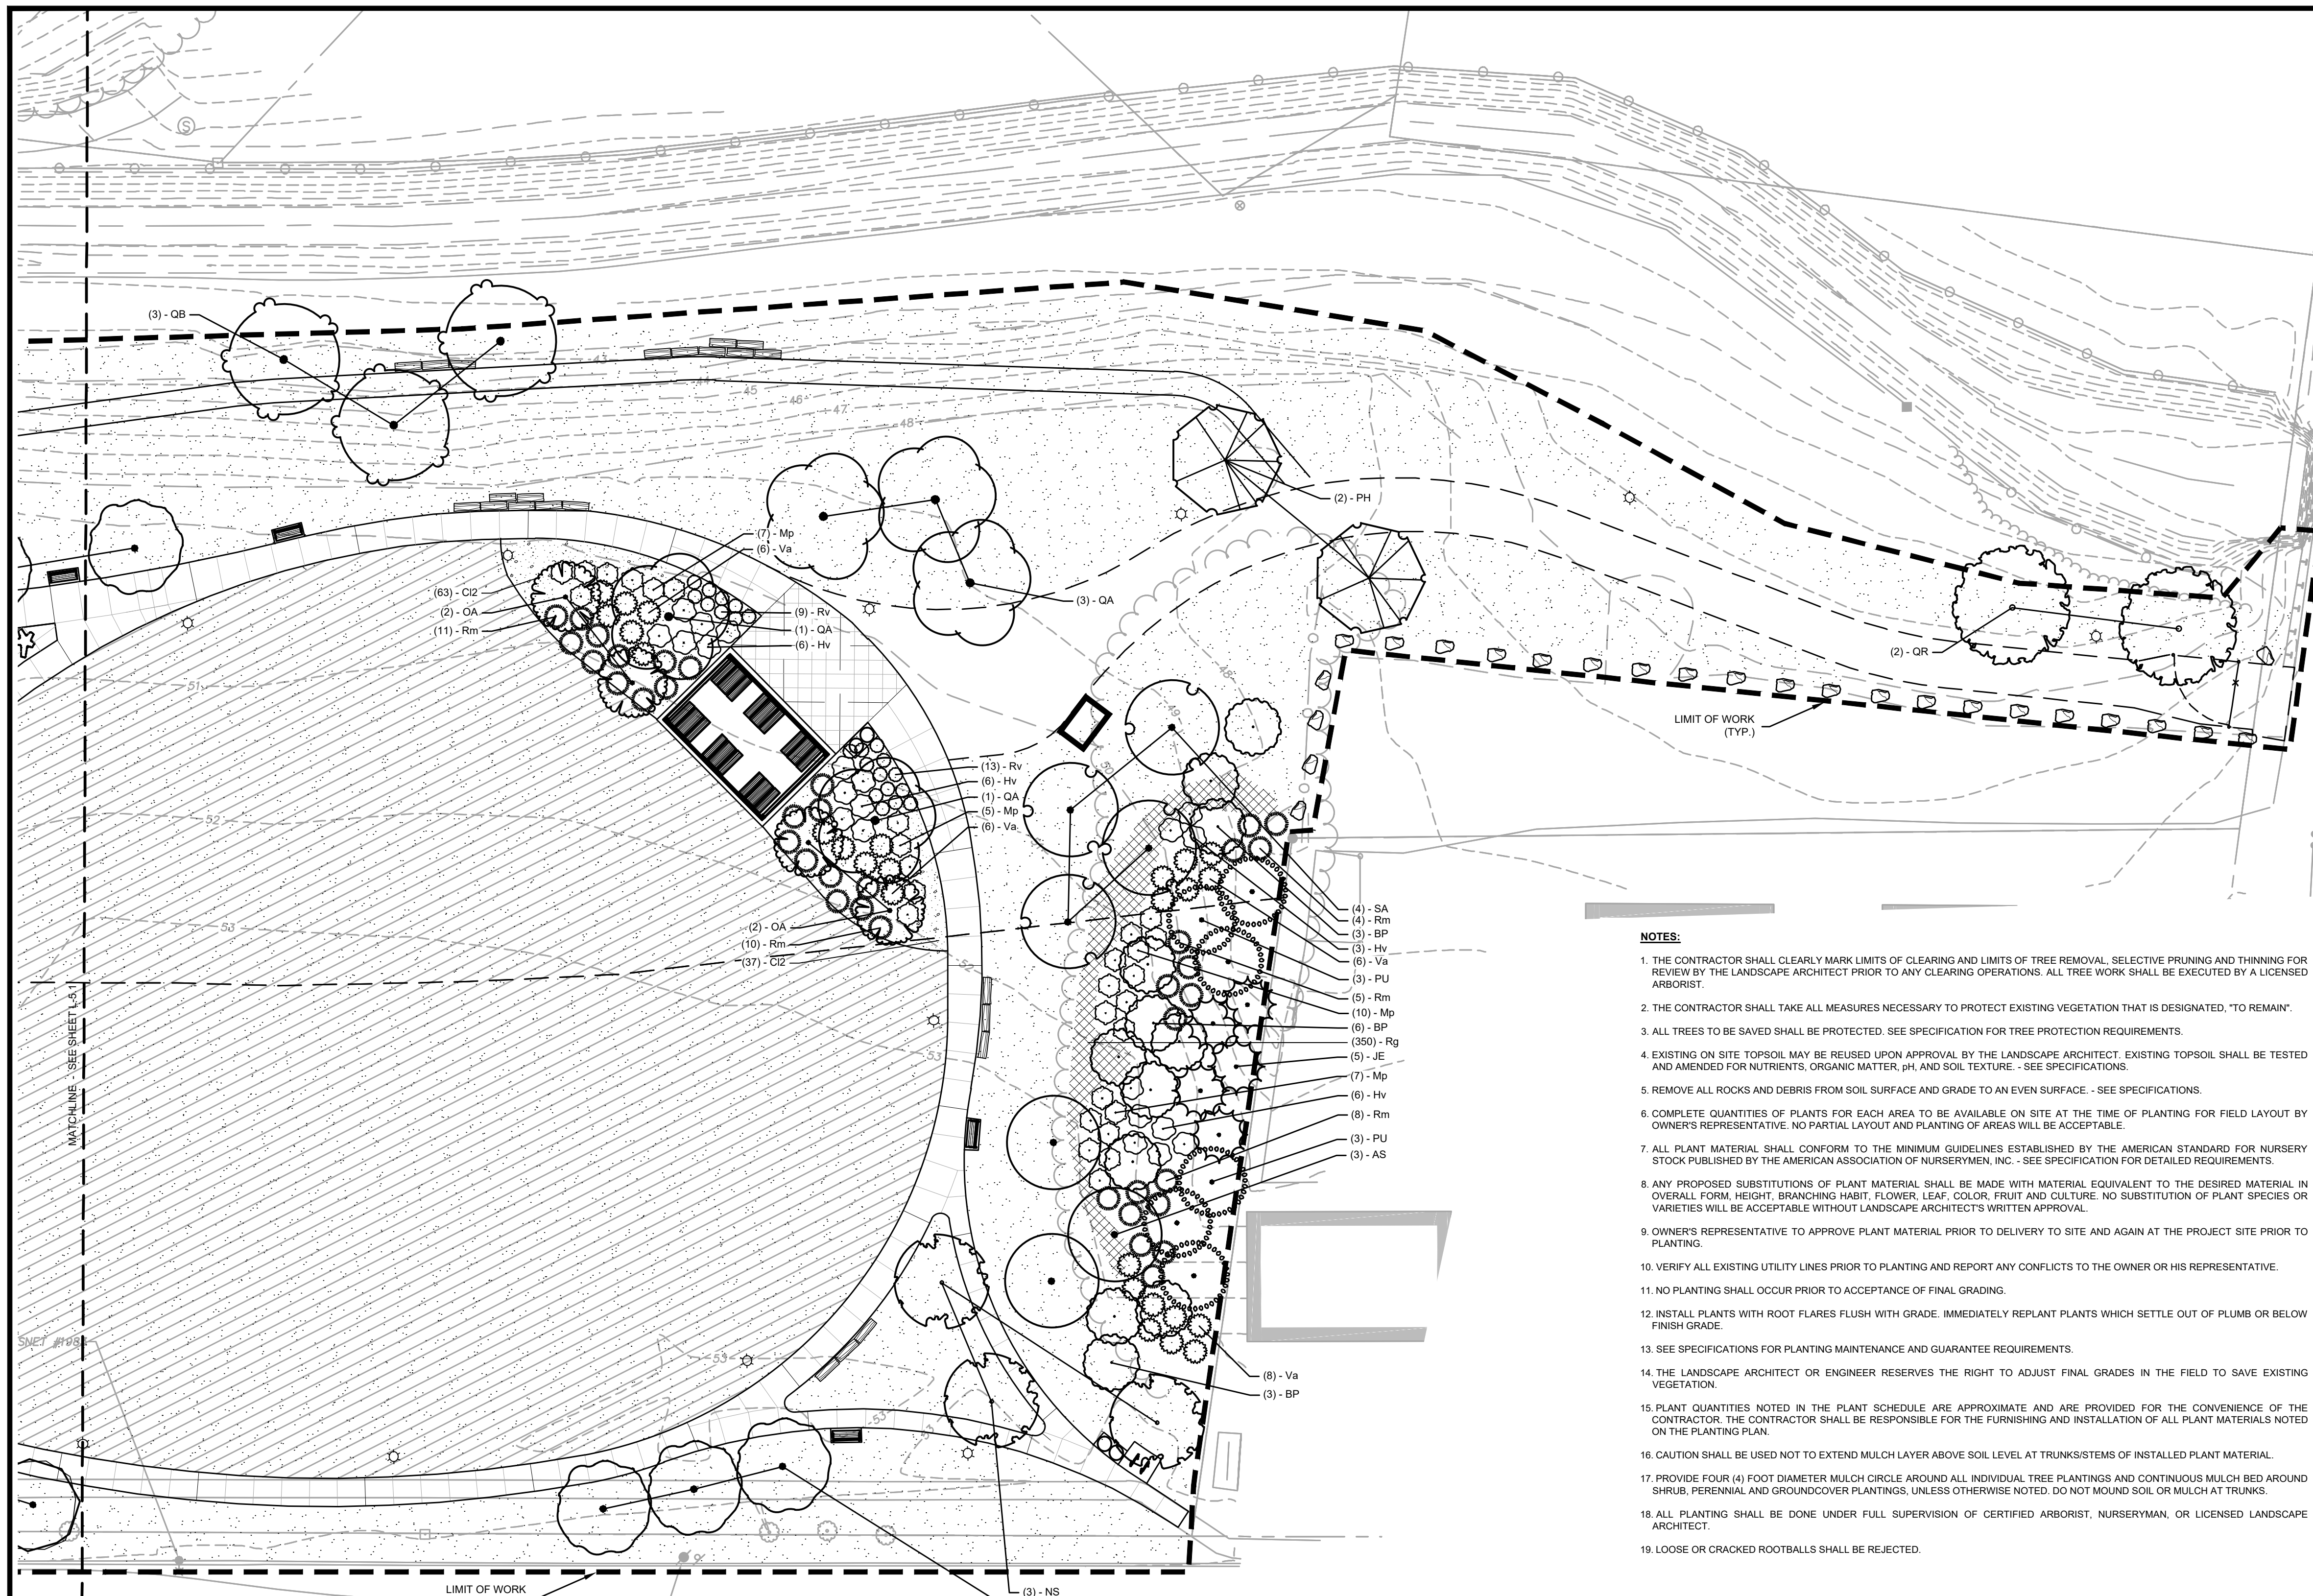 (3) - QB
43
44
45
46
47
48
(2) - PH
(7) - Mp
(6) - Va
(63) - Cl2
(2) - OA
(11) - Rm
(9) - Rv
(1) - QA
(6) - Hv
(3) - QA
S
(2) - QR
LIMIT OF WORK
(TYP.)
48
49
50
51
52
53
(13) - Rv
(6) - Hv
(1) - QA
(5) - Mp
(6) - Va
(2) - OA
(10) - Rm
(37) - Cl2
52
53
(4) - SA
(4) - Rm
(3) - BP
(3) - Hv
(6) - Va
(3) - PU
(5) - Rm
(10) - Mp
(6) - BP
(350) - Rg
(5) - JE
(7) - Mp
(6) - Hv
(8) - Rm
(3) - PU
(3) - AS
(8) - Va
(3) - BP
MATCHLINE - SEE SHEET L-5.1
53
53
53
LIMIT OF WORK
(3) - NS
NOTES:
1. THE CONTRACTOR SHALL CLEARLY MARK LIMITS OF CLEARING AND LIMITS OF TREE REMOVAL, SELECTIVE PRUNING AND THINNING FOR
REVIEW BY THE LANDSCAPE ARCHITECT PRIOR TO ANY CLEARING OPERATIONS. ALL TREE WORK SHALL BE EXECUTED BY A LICENSED
ARBORIST.
2. THE CONTRACTOR SHALL TAKE ALL MEASURES NECESSARY TO PROTECT EXISTING VEGETATION THAT IS DESIGNATED, "TO REMAIN".
3. ALL TREES TO BE SAVED SHALL BE PROTECTED. SEE SPECIFICATION FOR TREE PROTECTION REQUIREMENTS.
4. EXISTING ON SITE TOPSOIL MAY BE REUSED UPON APPROVAL BY THE LANDSCAPE ARCHITECT. EXISTING TOPSOIL SHALL BE TESTED
AND AMENDED FOR NUTRIENTS, ORGANIC MATTER, pH, AND SOIL TEXTURE. - SEE SPECIFICATIONS.
5. REMOVE ALL ROCKS AND DEBRIS FROM SOIL SURFACE AND GRADE TO AN EVEN SURFACE. - SEE SPECIFICATIONS.
6. COMPLETE QUANTITIES OF PLANTS FOR EACH AREA TO BE AVAILABLE ON SITE AT THE TIME OF PLANTING FOR FIELD LAYOUT BY
OWNER'S REPRESENTATIVE. NO PARTIAL LAYOUT AND PLANTING OF AREAS WILL BE ACCEPTABLE.
7. ALL PLANT MATERIAL SHALL CONFORM TO THE MINIMUM GUIDELINES ESTABLISHED BY THE AMERICAN STANDARD FOR NURSERY
STOCK PUBLISHED BY THE AMERICAN ASSOCIATION OF NURSERYMEN, INC. - SEE SPECIFICATION FOR DETAILED REQUIREMENTS.
8. ANY PROPOSED SUBSTITUTIONS OF PLANT MATERIAL SHALL BE MADE WITH MATERIAL EQUIVALENT TO THE DESIRED MATERIAL IN
OVERALL FORM, HEIGHT, BRANCHING HABIT, FLOWER, LEAF, COLOR, FRUIT AND CULTURE. NO SUBSTITUTION OF PLANT SPECIES OR
VARIETIES WILL BE ACCEPTABLE WITHOUT LANDSCAPE ARCHITECT'S WRITTEN APPROVAL.
9. OWNER'S REPRESENTATIVE TO APPROVE PLANT MATERIAL PRIOR TO DELIVERY TO SITE AND AGAIN AT THE PROJECT SITE PRIOR TO
PLANTING.
10. VERIFY ALL EXISTING UTILITY LINES PRIOR TO PLANTING AND REPORT ANY CONFLICTS TO THE OWNER OR HIS REPRESENTATIVE.
11. NO PLANTING SHALL OCCUR PRIOR TO ACCEPTANCE OF FINAL GRADING.
12. INSTALL PLANTS WITH ROOT FLARES FLUSH WITH GRADE. IMMEDIATELY REPLANT PLANTS WHICH SETTLE OUT OF PLUMB OR BELOW
FINISH GRADE.
13. SEE SPECIFICATIONS FOR PLANTING MAINTENANCE AND GUARANTEE REQUIREMENTS.
14. THE LANDSCAPE ARCHITECT OR ENGINEER RESERVES THE RIGHT TO ADJUST FINAL GRADES IN THE FIELD TO SAVE EXISTING
VEGETATION.
15. PLANT QUANTITIES NOTED IN THE PLANT SCHEDULE ARE APPROXIMATE AND ARE PROVIDED FOR THE CONVENIENCE OF THE
CONTRACTOR. THE CONTRACTOR SHALL BE RESPONSIBLE FOR THE FURNISHING AND INSTALLATION OF ALL PLANT MATERIALS NOTED
ON THE PLANTING PLAN.
16. CAUTION SHALL BE USED NOT TO EXTEND MULCH LAYER ABOVE SOIL LEVEL AT TRUNKS/STEMS OF INSTALLED PLANT MATERIAL.
17. PROVIDE FOUR (4) FOOT DIAMETER MULCH CIRCLE AROUND ALL INDIVIDUAL TREE PLANTINGS AND CONTINUOUS MULCH BED AROUND
SHRUB, PERENNIAL AND GROUNDCOVER PLANTINGS, UNLESS OTHERWISE NOTED. DO NOT MOUND SOIL OR MULCH AT TRUNKS.
18. ALL PLANTING SHALL BE DONE UNDER FULL SUPERVISION OF CERTIFIED ARBORIST, NURSERYMAN, OR LICENSED LANDSCAPE
ARCHITECT.
19. LOOSE OR CRACKED ROOTBALLS SHALL BE REJECTED.